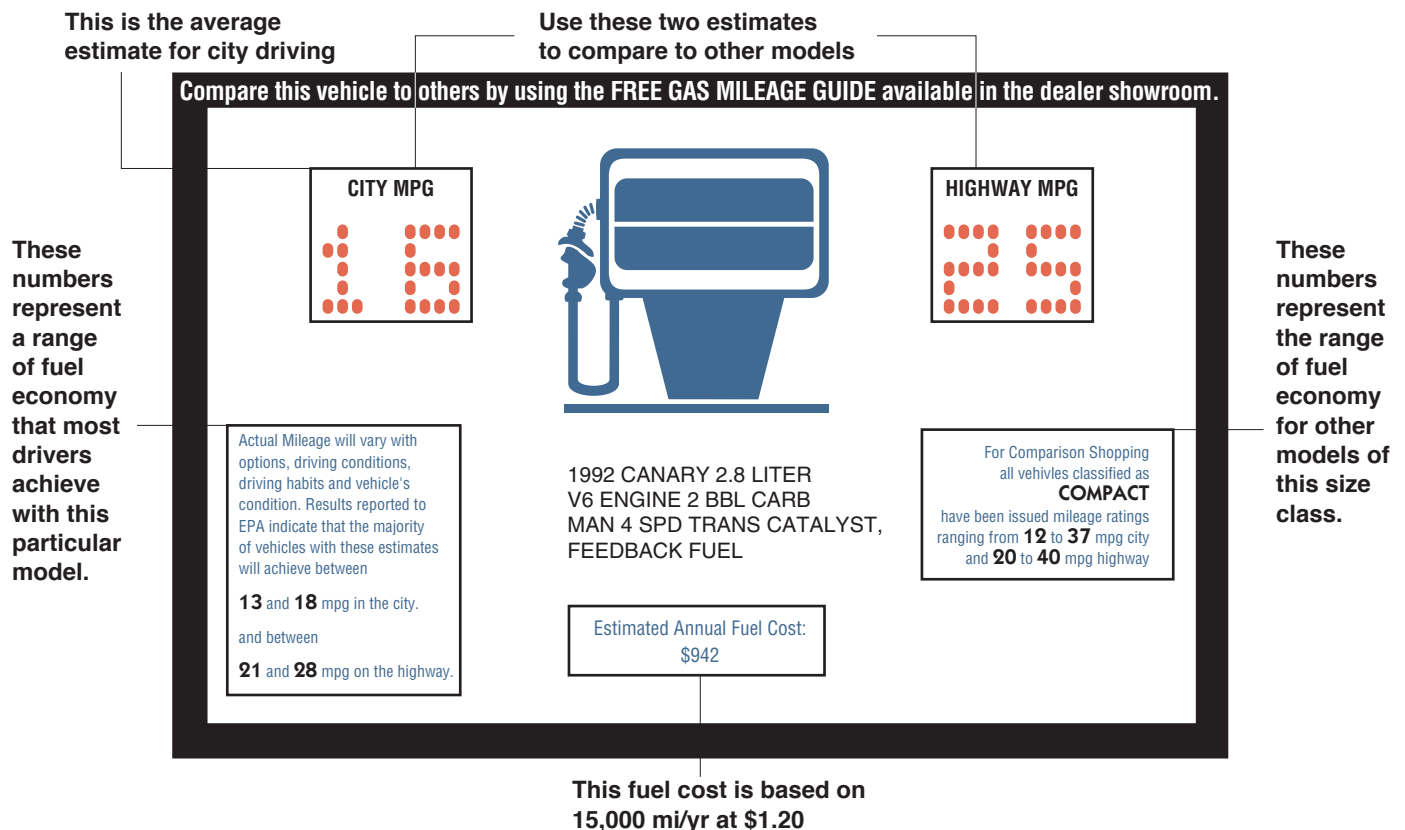 This is the average
estimate for city driving
Use these two estimates
to compare to other models
Compare this vehicle to others by using the FREE GAS MILEAGE GUIDE available in the dealer showroom.
CITY MPG
16
HIGHWAY MPG
25
These
numbers
represent
a range
of fuel
economy
that most
drivers
achieve
with this
particular
model.
Actual Mileage will vary with
options, driving conditions,
driving habits and vehicle's
condition. Results reported to
EPA indicate that the majority
of vehicles with these estimates
will achieve between
13 and 18 mpg in the city.
and between
21 and 28 mpg on the highway.
1992 CANARY 2.8 LITER
V6 ENGINE 2 BBL CARB
MAN 4 SPD TRANS CATALYST,
FEEDBACK FUEL
Estimated Annual Fuel Cost:
$942
For Comparison Shopping
all vehivles classified as
COMPACT
have been issued mileage ratings
ranging from 12 to 37 mpg city
and 20 to 40 mpg highway
These
numbers
represent
the range
of fuel
economy
for other
models of
this size
class.
This fuel cost is based on
15,000 mi/yr at $1.20